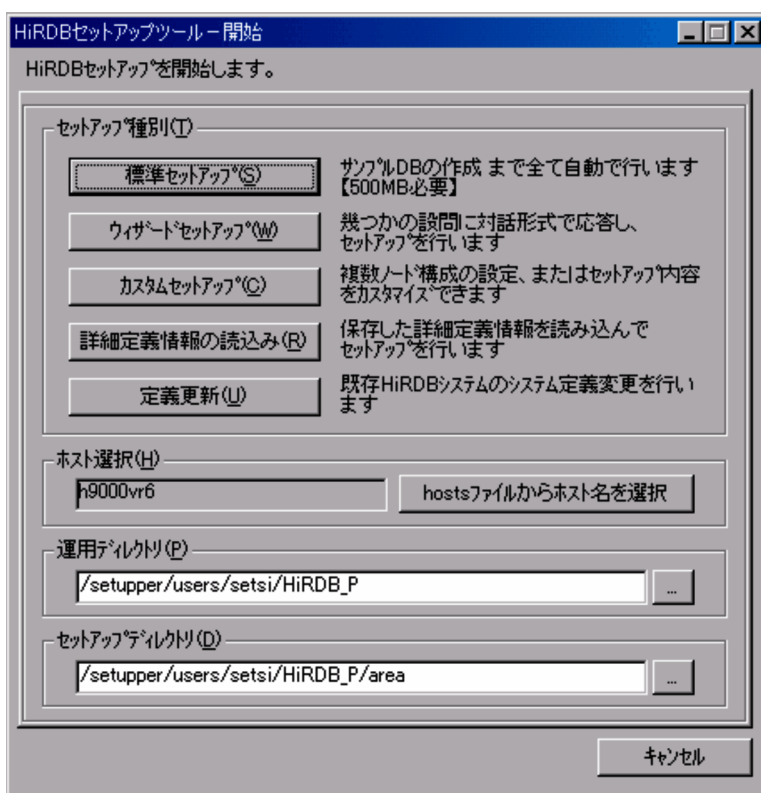 HiRDBセットアップツール－開始
HiRDBセットアップを開始します。
セットアップ種別(T)
標準セットアップ(S)
サンプルDBの作成 まで全て自動で行います
【500MB必要】
ウィザードセットアップ(W)
幾つかの設問に対話形式で応答し、
セットアップを行います
カスタムセットアップ(C)
複数ノード構成の設定、またはセットアップ内容
をカスタマイズできます
詳細定義情報の読込み(R)
保存した詳細定義情報を読み込んで
セットアップを行います
定義更新(U)
既存HiRDBシステムのシステム定義変更を行い
ます
ホスト選択(H)
h9000vr6
hostsファイルからホスト名を選択
運用ディレクトリ(P)
/setupper/users/setsi/HiRDB_P
...
セットアップディレクトリ(D)
/setupper/users/setsi/HiRDB_P/area
...
キャンセル